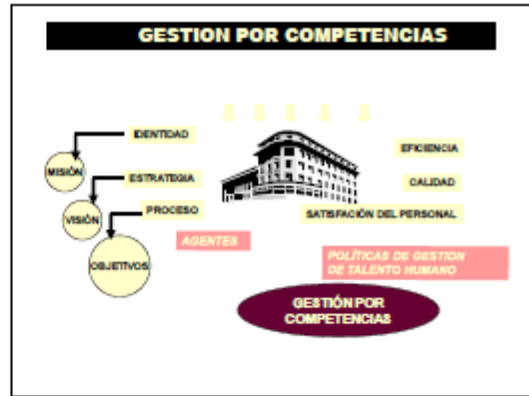 GESTION POR COMPETENCIAS
IDENTIDAD
EFICIENCIA
MISIÓN
ESTRATEGIA
CALIDAD
VISIÓN
PROCESO
SATISFACCIÓN DEL PERSONAL
AGENTES
OBJETIVOS
POLÍTICAS DE GESTION
DE TALENTO HUMANO
GESTIÓN POR
COMPETENCIAS